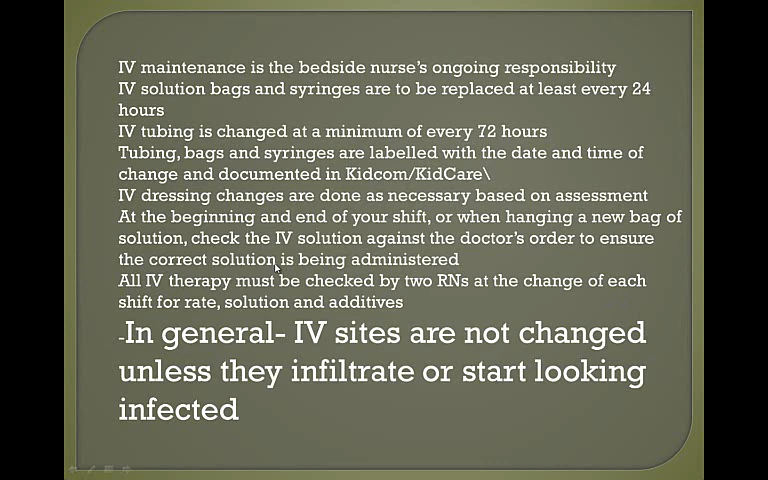 IV maintenance is the bedside nurse's ongoing responsibility
IV solution bags and syringes are to be replaced at least every 24
hours
IV tubing is changed at a minimum of every 72 hours
Tubing, bags and syringes are labelled with the date and time of
change and documented in Kidcom/KidCare\
IV dressing changes are done as necessary based on assessment
At the beginning and end of your shift, or when hanging a new bag of
solution, check the IV solution against the doctor's order to ensure
the correct solution is being administered
All IV therapy must be checked by two RNs at the change of each
shift for rate, solution and additives
-In general- IV sites are not changed
unless they infiltrate or start looking
infected